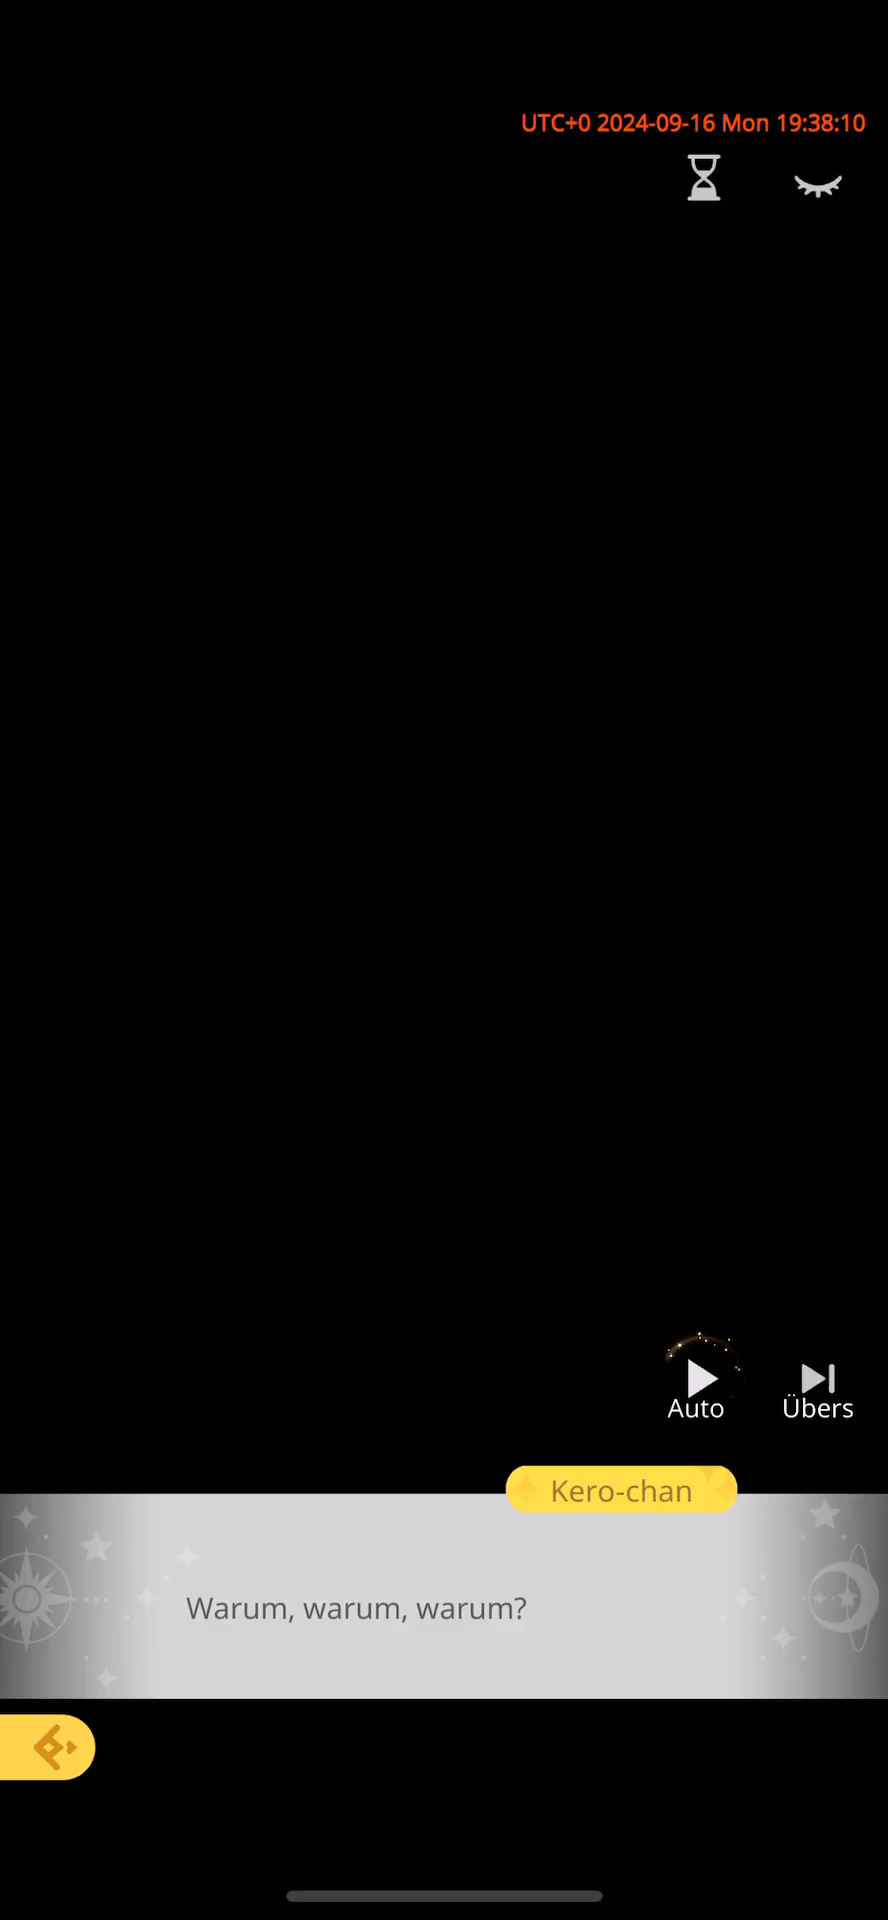 UTC+0 2024-09-16 Mon 19:38:10
Auto
Übers
Kero-chan
Warum, warum, warum?